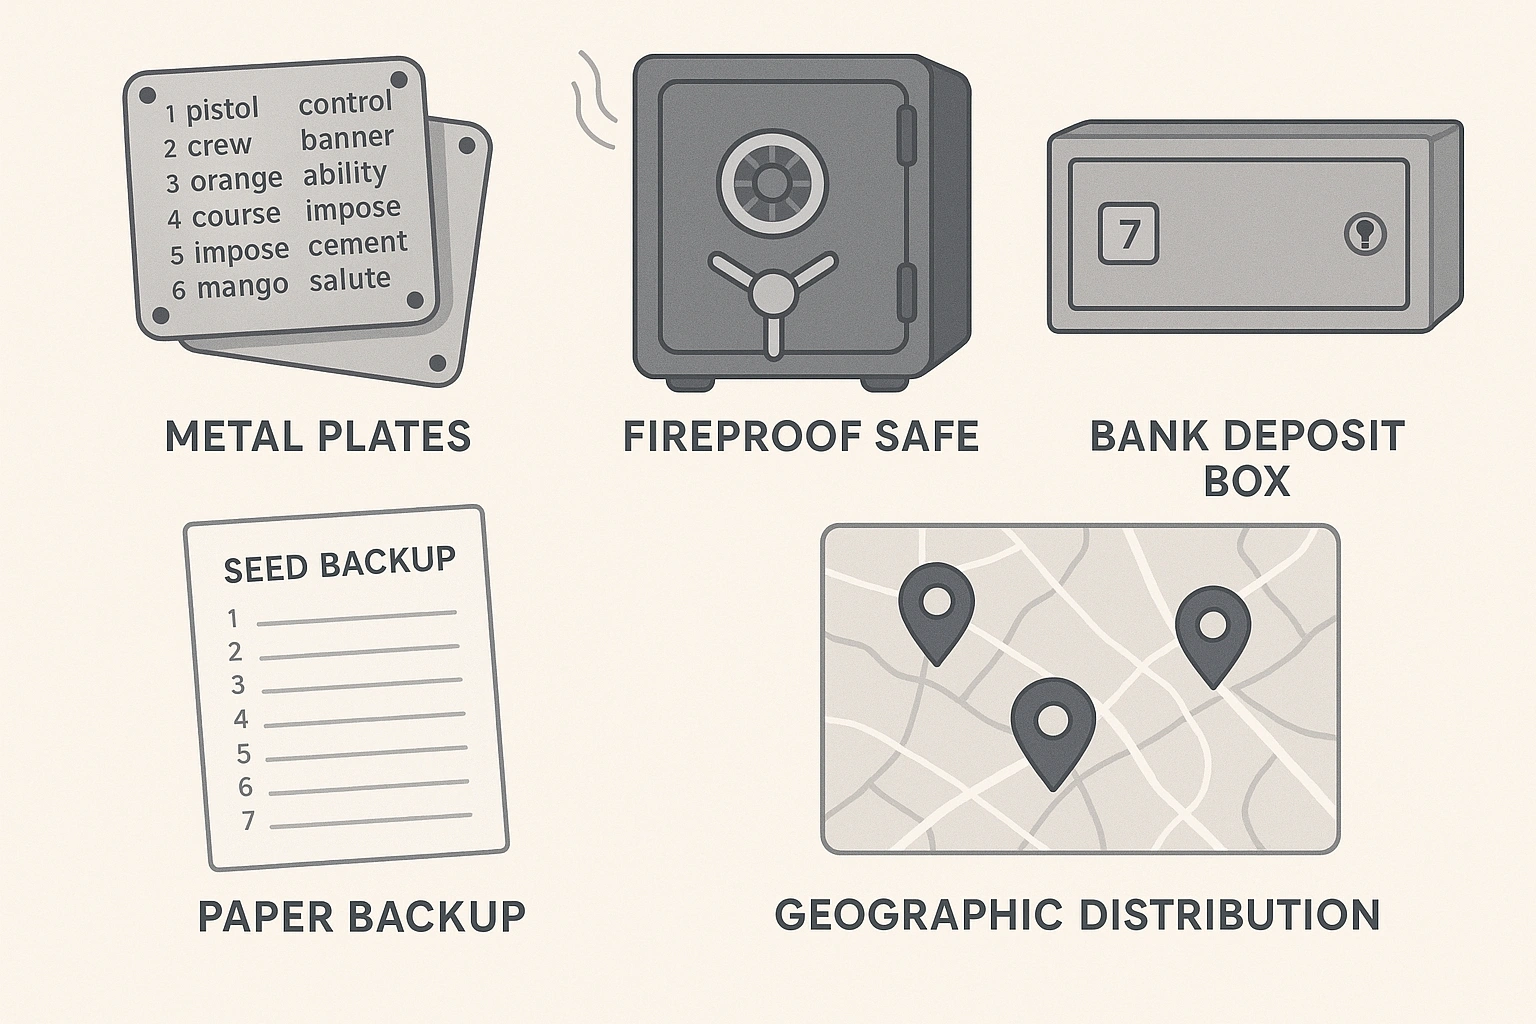 1 pistol control
2 crew banner
3 orange ability
4 course impose
5 impose cement
6 mango salute
7
METAL PLATES
FIREPROOF SAFE
BANK DEPOSIT
BOX
SEED BACKUP
1
2
3
4
5
6
7
PAPER BACKUP
GEOGRAPHIC DISTRIBUTION